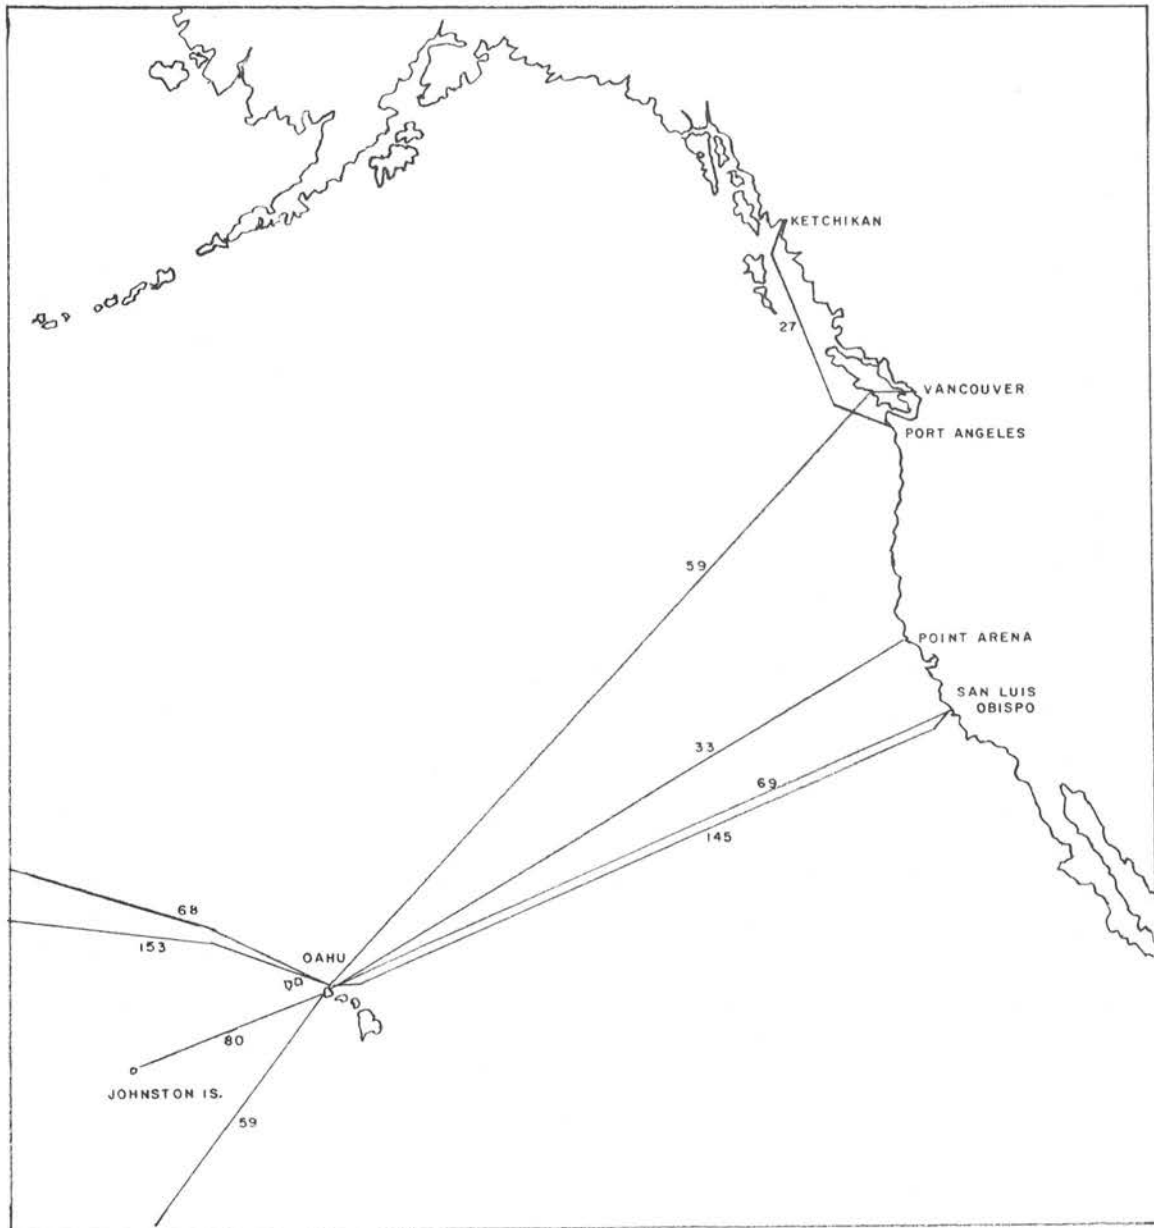 KETCHIKAN
27
VANCOUVER
PORT ANGELES
59
POINT ARENA
SAN LUIS
OBISPO
33
69
145
68
153
OAHU
80
JOHNSTON IS.
59